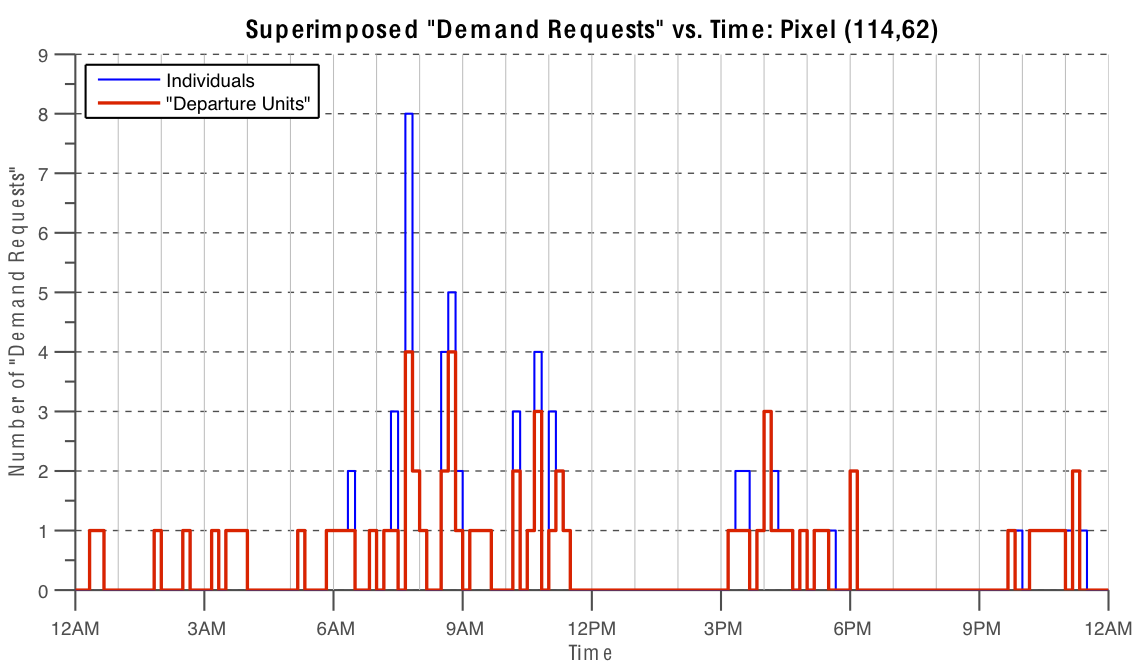 Superimposed "Demand Requests" vs. Time: Pixel (114,62)
Individuals
"Departure Units"
Number of "Demand Requests"
9
8
7
6
5
4
3
2
1
0
12AM 3AM 6AM 9AM 12PM 3PM 6PM 9PM 12AM
Time